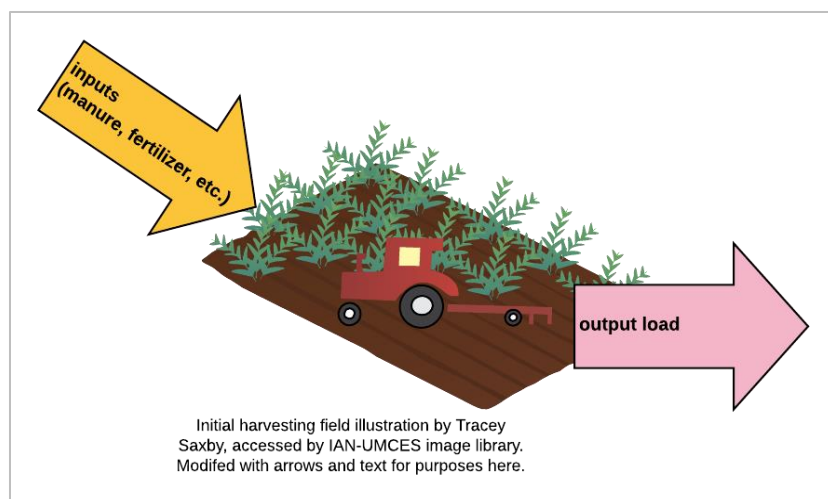 inputs
(manure, fertilizer, etc.)
output load
Initial harvesting field illustration by Tracey
Saxby, accessed by IAN-UMCES image library.
Modifed with arrows and text for purposes here.